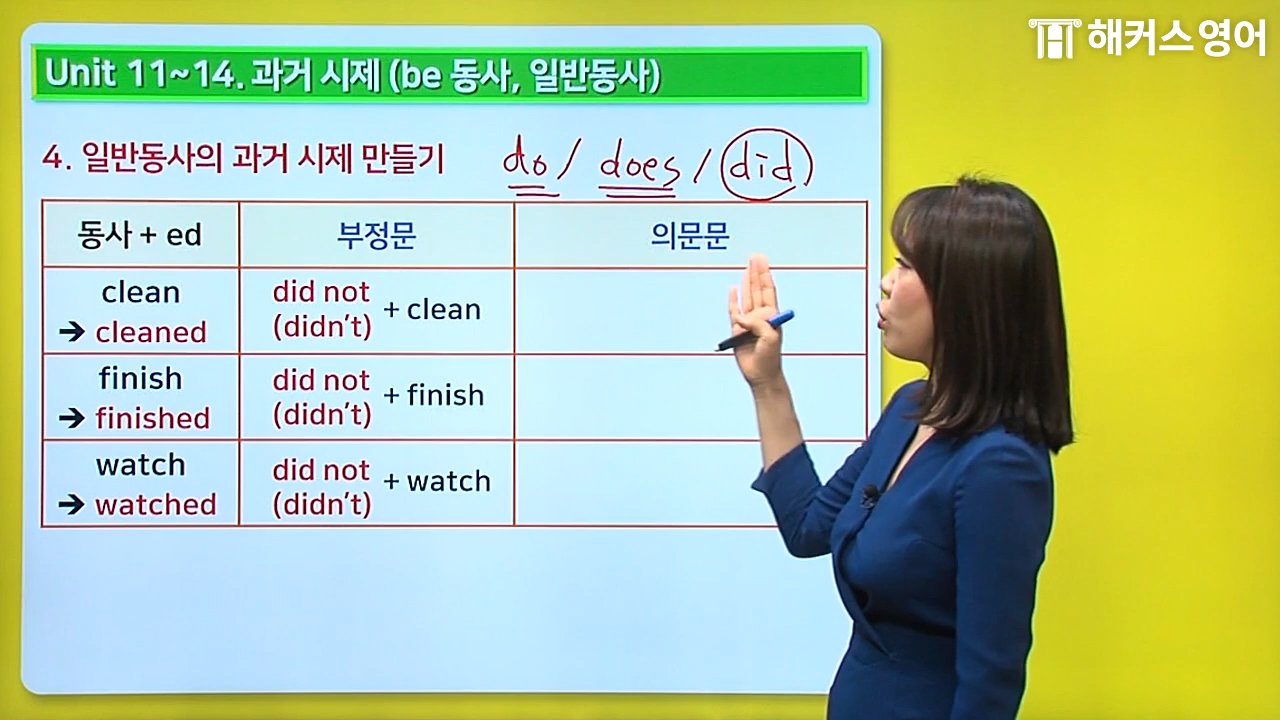 해커스영어
Unit 11~14. 과거 시제 (be 동사, 일반동사)
4. 일반동사의 과거 시제 만들기 do / does / did
동사 + ed 부정문 의문문
clean
➔ cleaned
did not
(didn't)
+ clean
finish
➔ finished
did not
(didn't)
+ finish
watch
➔ watched
did not
(didn't)
+ watch